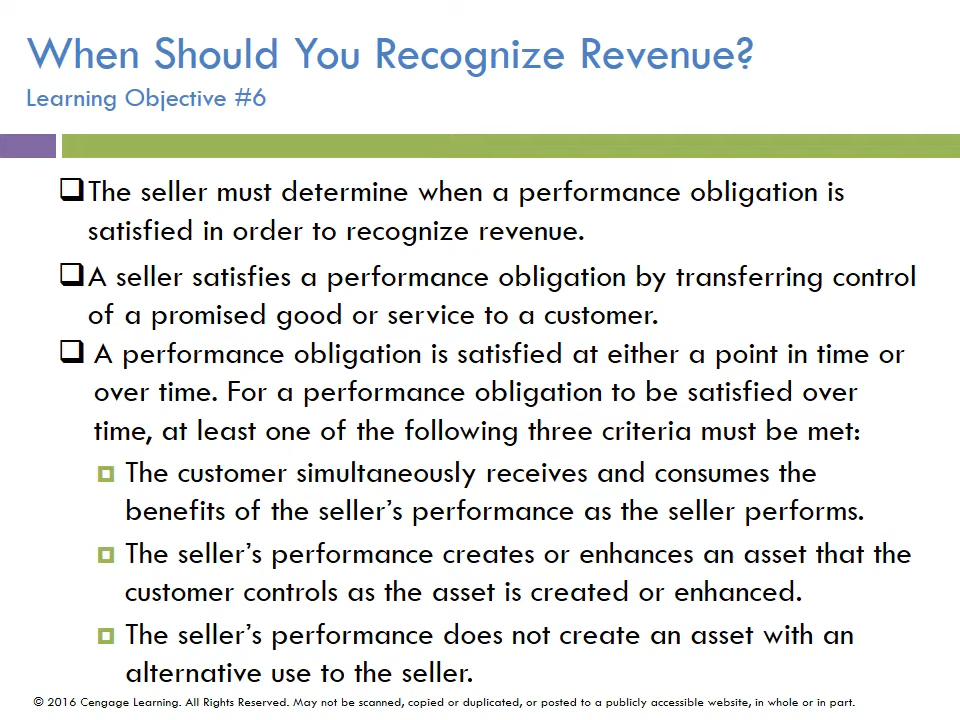 When Should You Recognize Revenue?
Learning Objective #6
The seller must determine when a performance obligation is
satisfied in order to recognize revenue.
A seller satisfies a performance obligation by transferring control
of a promised good or service to a customer.
A performance obligation is satisfied at either a point in time or
over time. For a performance obligation to be satisfied over
time, at least one of the following three criteria must be met:
The customer simultaneously receives and consumes the
benefits of the seller's performance as the seller performs.
The seller's performance creates or enhances an asset that the
customer controls as the asset is created or enhanced.
The seller's performance does not create an asset with an
alternative use to the seller.
© 2016 Cengage Learning. All Rights Reserved. May not be scanned, copied or duplicated, or posted to a publicly accessible website, in whole or in part.